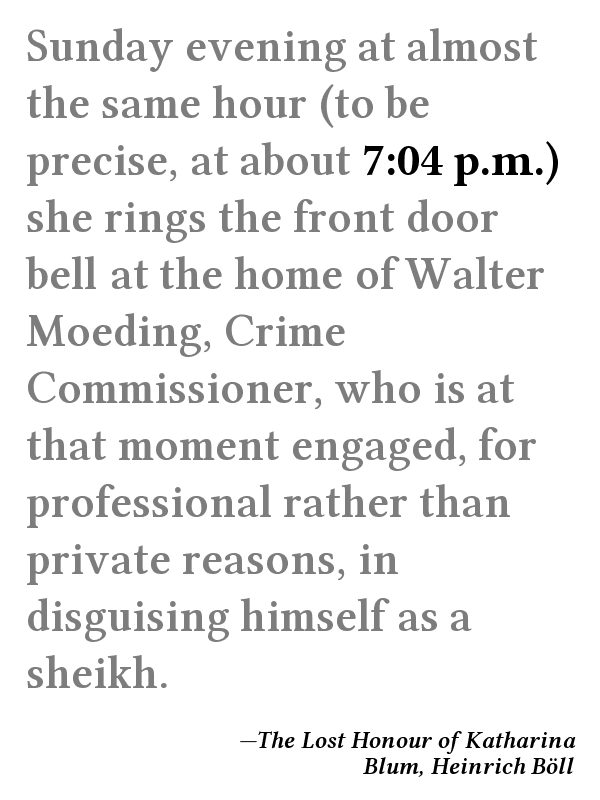 Sunday evening at almost
the same hour (to be
precise, at about 7:04 p.m.)
she rings the front door
bell at the home of Walter
Moeding, Crime
Commissioner, who is at
that moment engaged, for
professional rather than
private reasons, in
disguising himself as a
sheikh.
—The Lost Honour of Katharina
Blum, Heinrich Böll